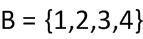 B = {1,2,3,4}